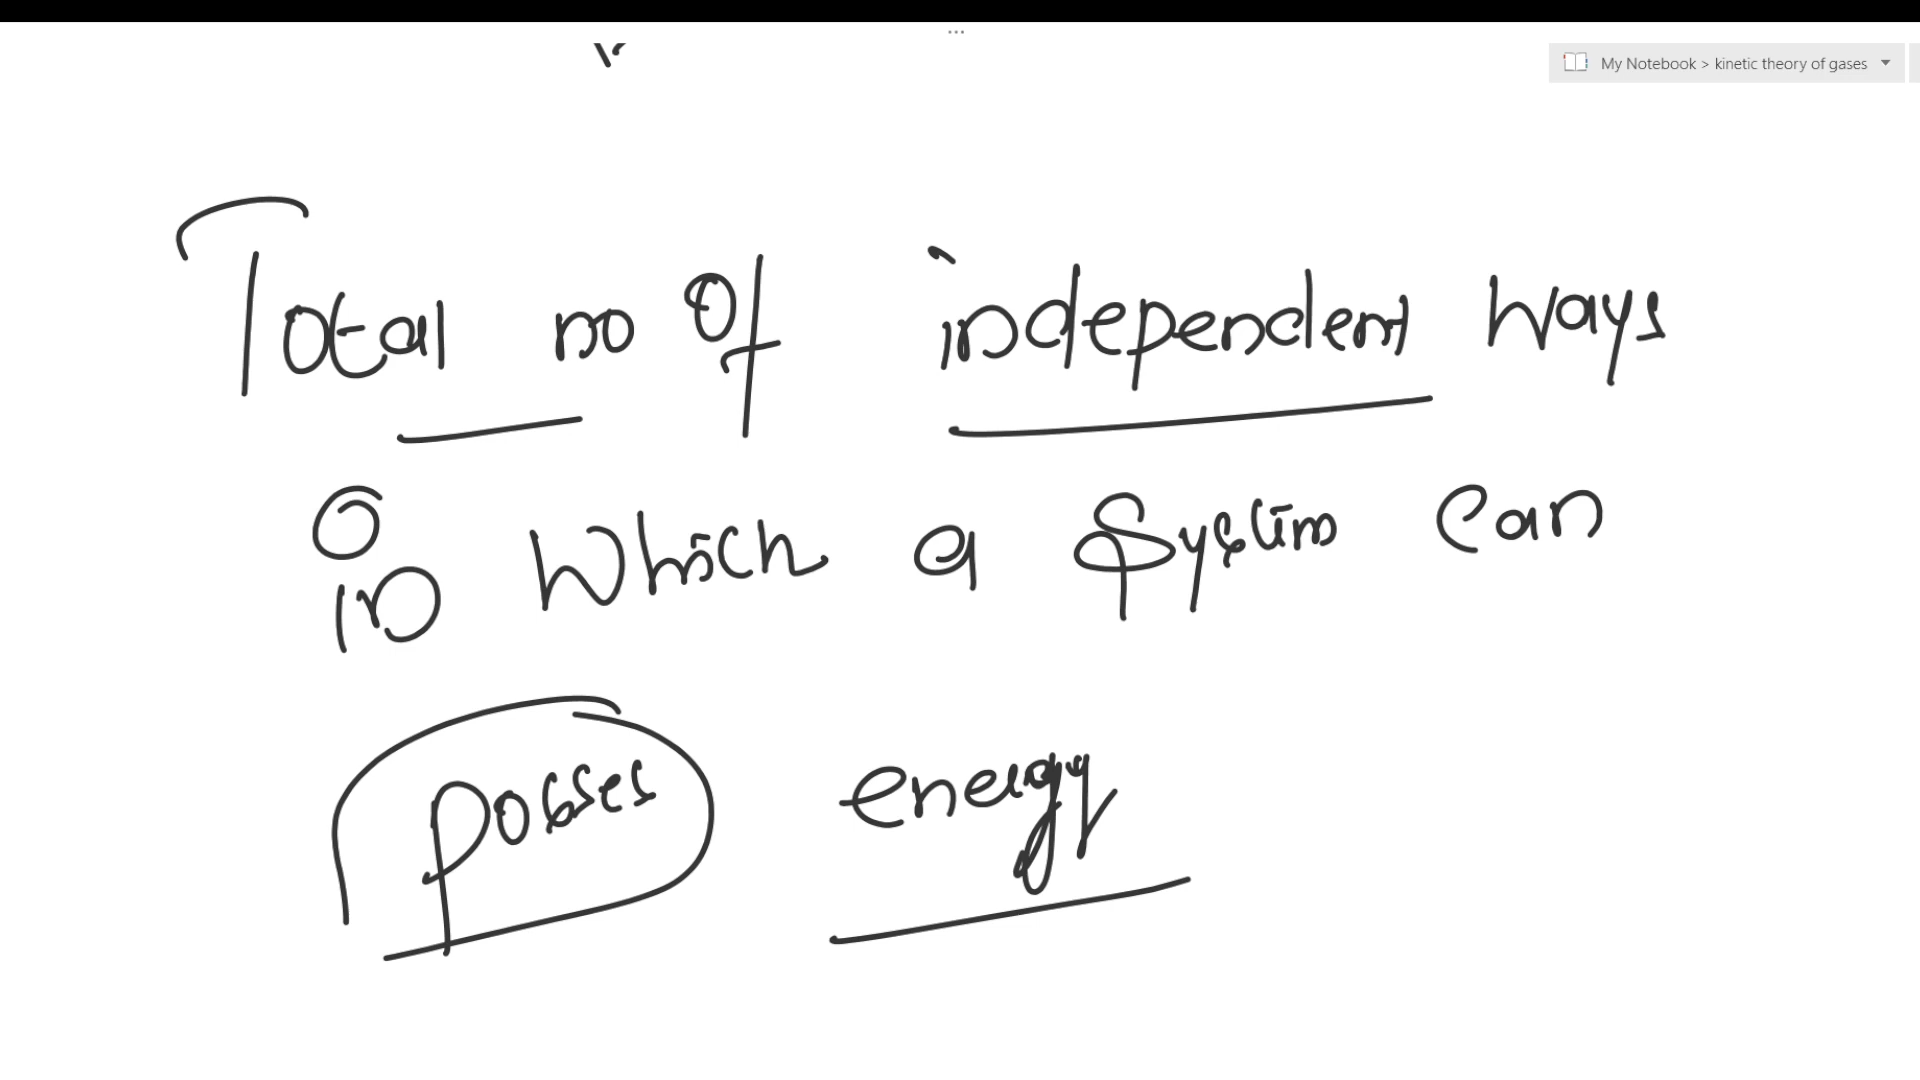 My Notebook > kinetic theory of gases
Total no of independent ways
in which a system can
posses energy